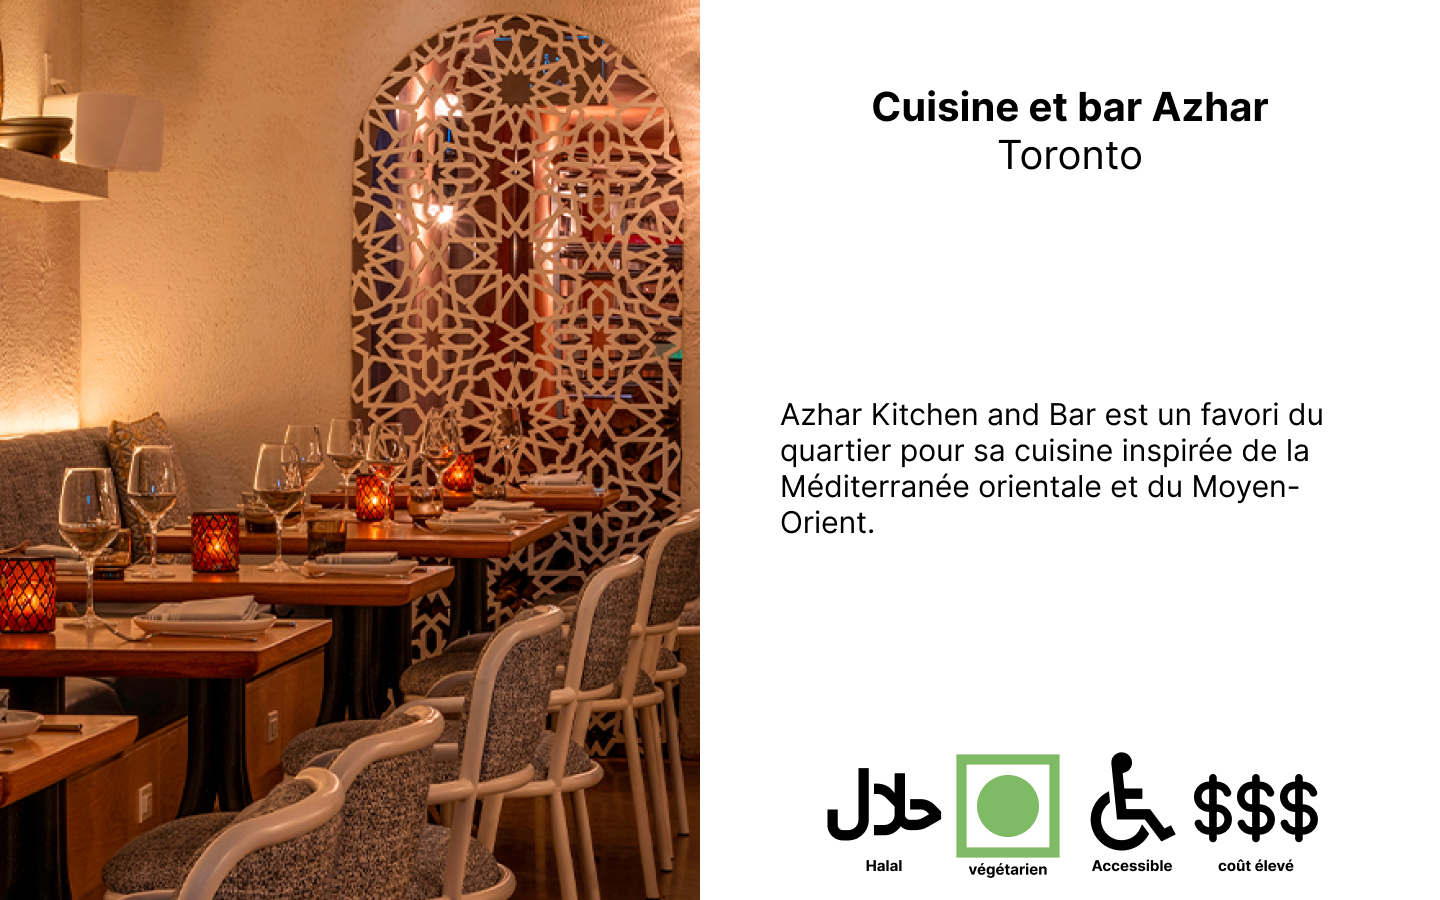 Cuisine et bar Azhar
Toronto
Azhar Kitchen and Bar est un favori du
quartier pour sa cuisine inspirée de la
Méditerranée orientale et du Moyen-
Orient.
حلال
$$$
Halal
végétarien
Accessible
coût élevé